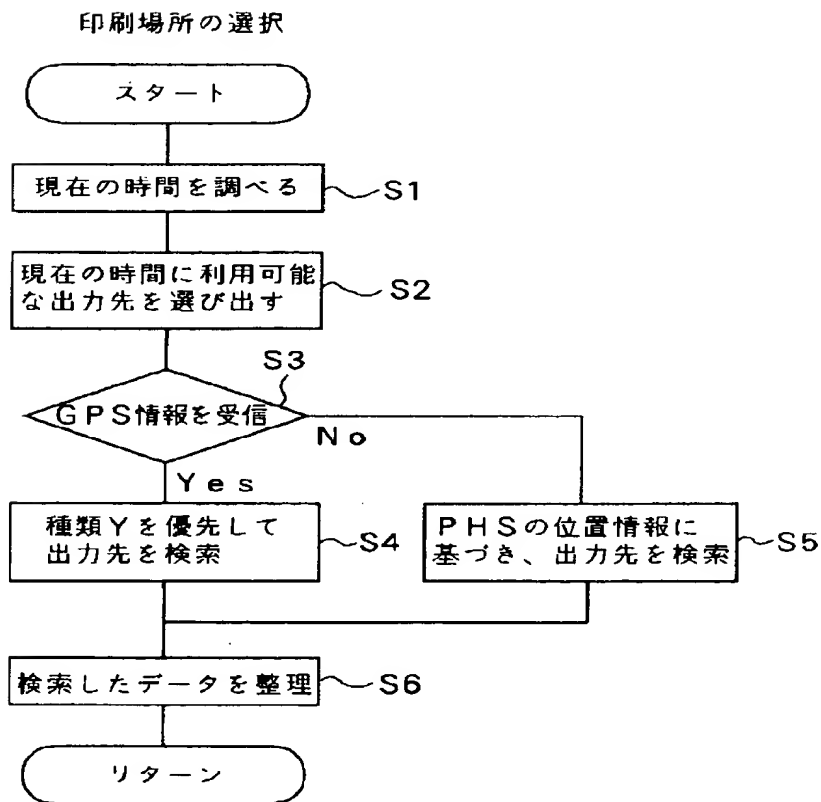 印刷場所の選択
スタート
現在の時間を調べる
S1
現在の時間に利用可能
な出力先を選び出す
S2
S3
GPS情報を受信
No
Yes
種類Yを優先して
出力先を検索
S4
PHSの位置情報に
基づき、出力先を検索
S5
検索したデータを整理
S6
リターン